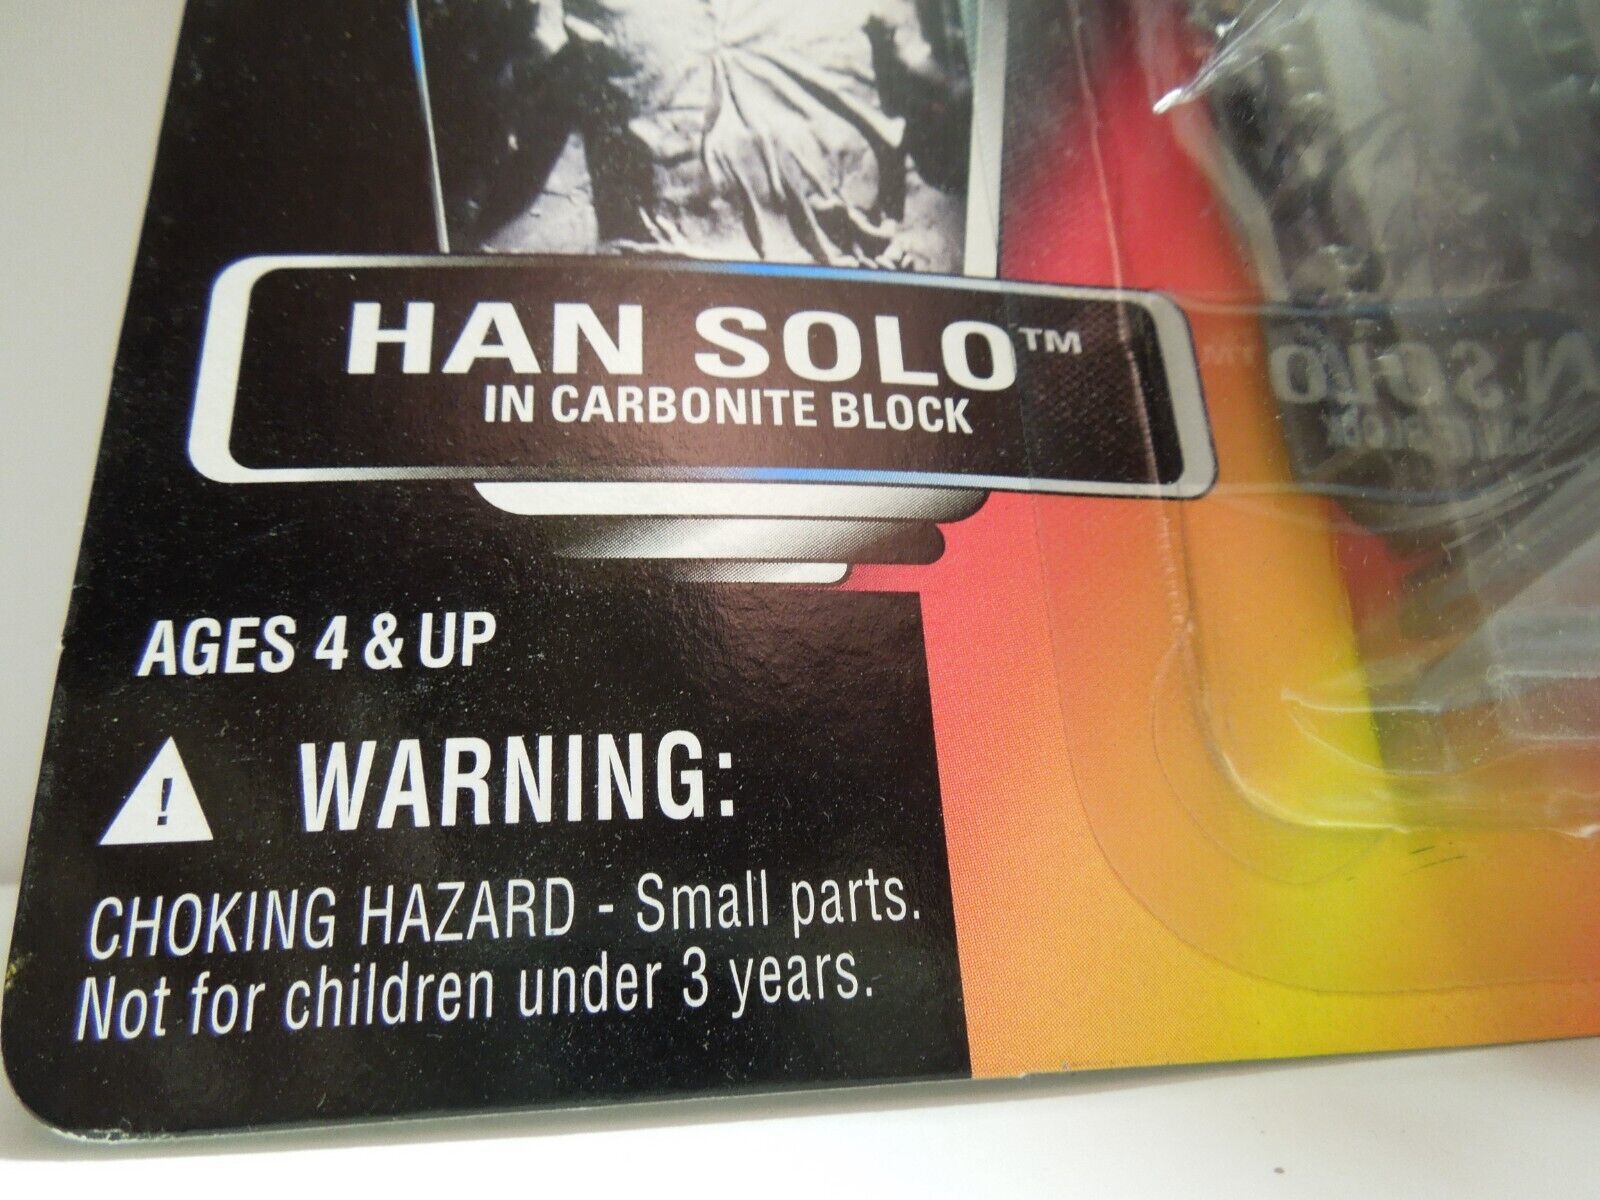 HAN SOLO™
IN CARBONITE BLOCK
AGES 4 & UP
! WARNING:
CHOKING HAZARD - Small parts.
Not for children under 3 years.